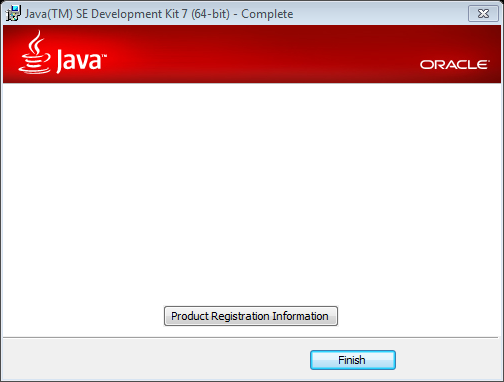 Java(TM) SE Development Kit 7 (64-bit) - Complete
Java™
ORACLE®
Product Registration Information
Finish